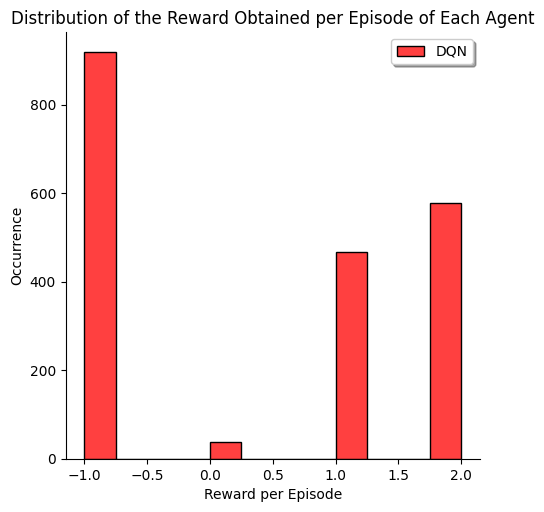 Distribution of the Reward Obtained per Episode of Each Agent
DQN
800
600
400
200
0
Occurrence
−1.0 −0.5 0.0 0.5 1.0 1.5 2.0
Reward per Episode